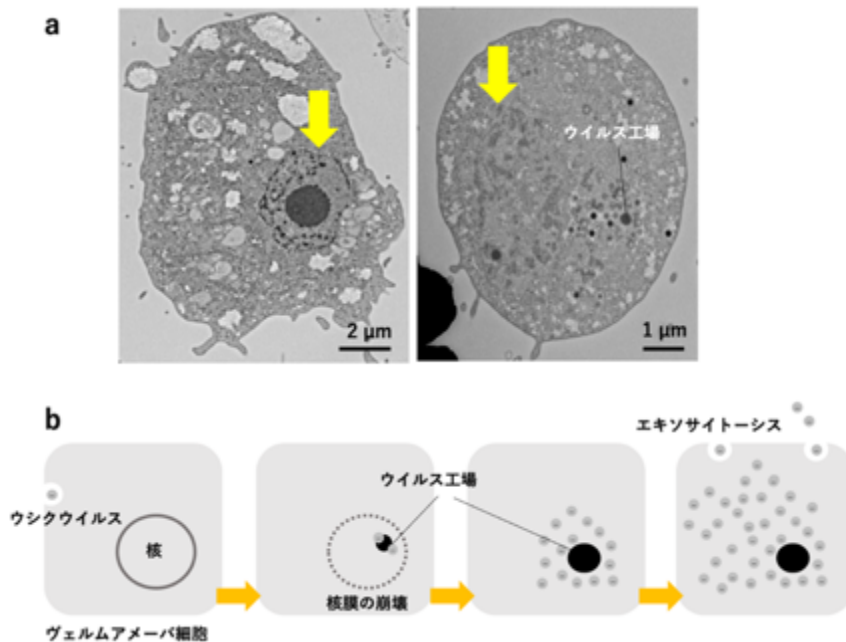 a
ウイルス工場
2 μm
1 μm
b
エキソサイトーシス
ウイルス工場
ウシクウイルス
核
核膜の崩壊
ヴェルムアメーバ細胞